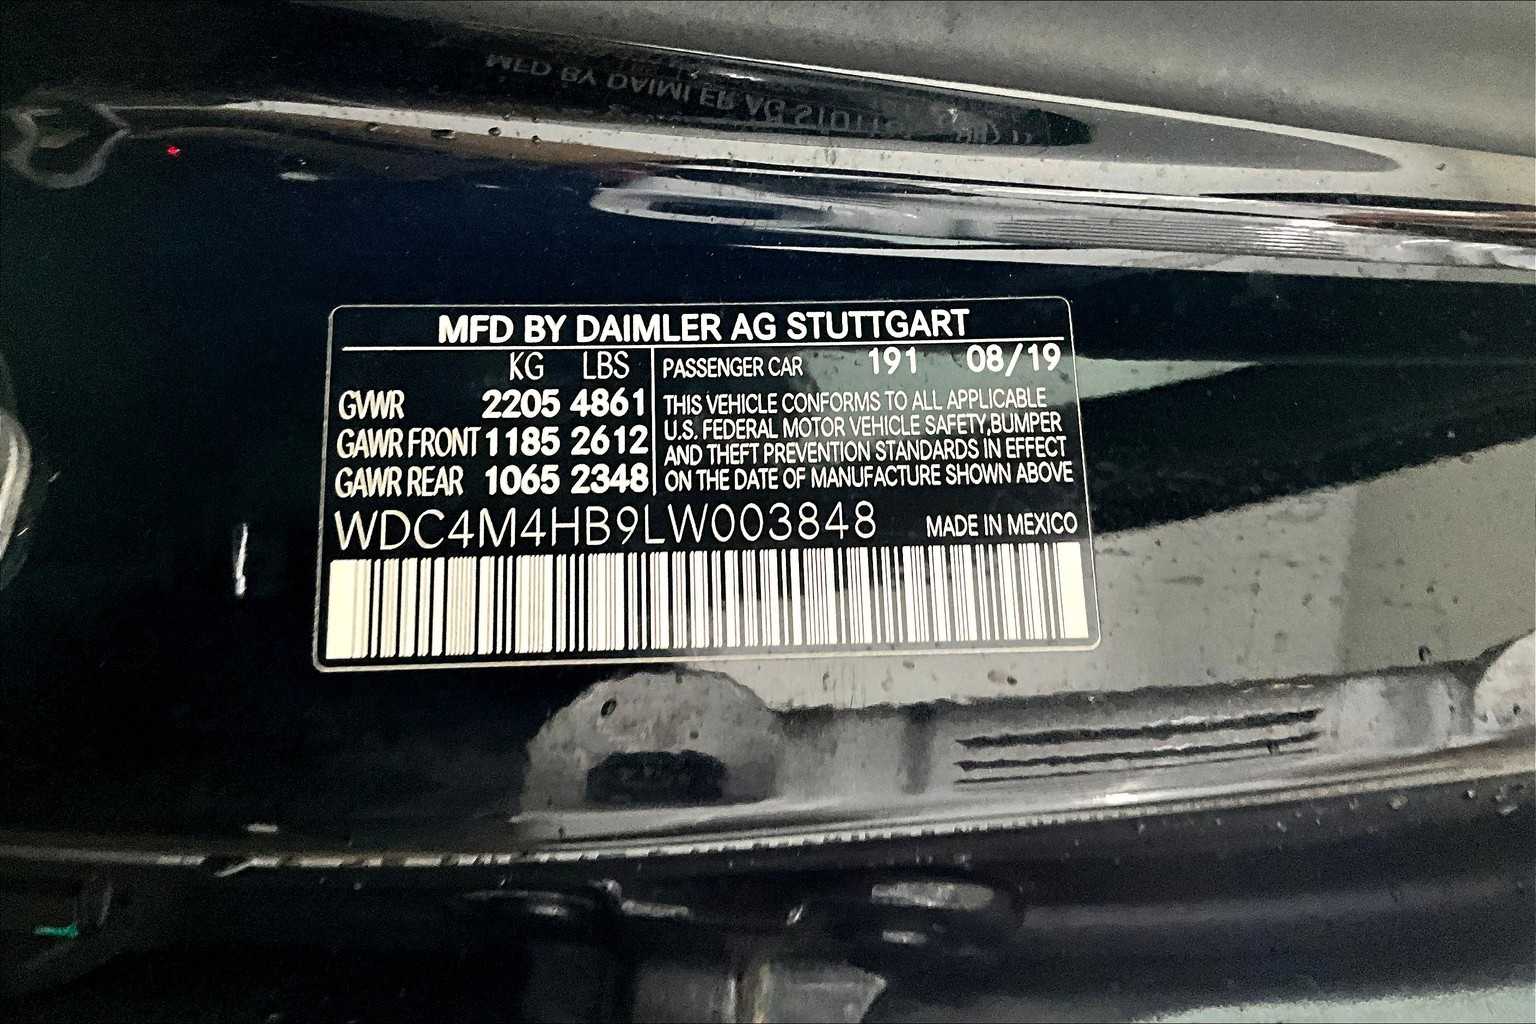 MFD BY DAIMLER AG STUTTGART
KG LBS
GVWR 2205 4861
GAWR FRONT 1185 2612
GAWR REAR 1065 2348
PASSENGER CAR 191 08/19
THIS VEHICLE CONFORMS TO ALL APPLICABLE
U.S. FEDERAL MOTOR VEHICLE SAFETY,BUMPER
AND THEFT PREVENTION STANDARDS IN EFFECT
ON THE DATE OF MANUFACTURE SHOWN ABOVE
WDC4M4HB9LW003848 MADE IN MEXICO